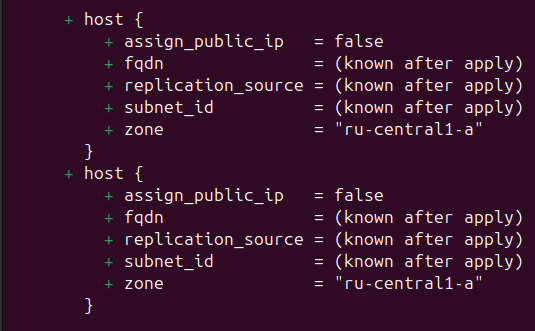 + host {
+ assign_public_ip = false
+ fqdn = (known after apply)
+ replication_source = (known after apply)
+ subnet_id = (known after apply)
+ zone = "ru-central1-a"
}
+ host {
+ assign_public_ip = false
+ fqdn = (known after apply)
+ replication_source = (known after apply)
+ subnet_id = (known after apply)
+ zone = "ru-central1-a"
}